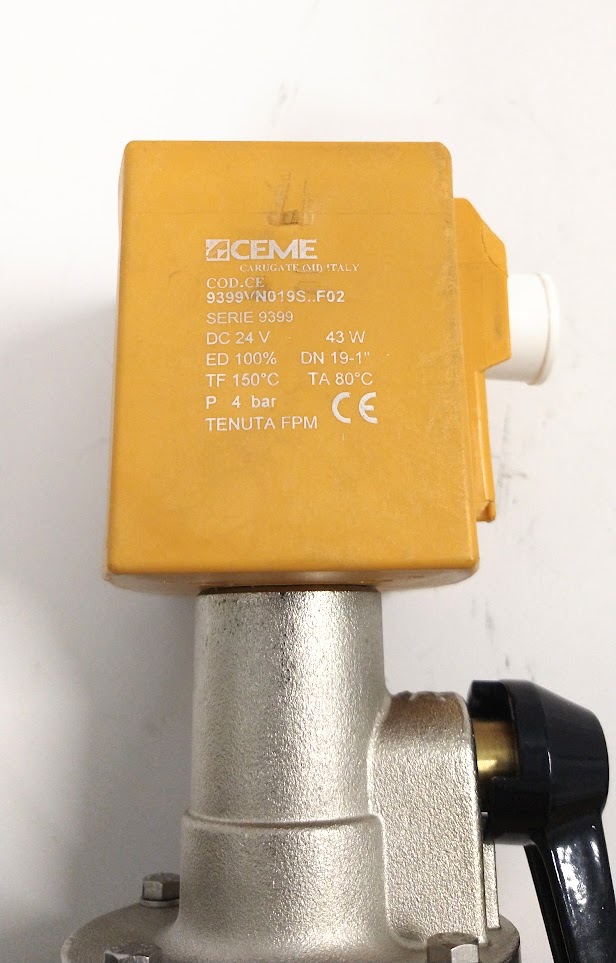 CEME
CARUGATE (MI) ITALY
COD.CE
9399VN019S..F02
SERIE 9399
DC 24 V 43 W
ED 100% DN 19-1"
TF 150°C TA 80°C
P 4 bar CE
TENUTA FPM